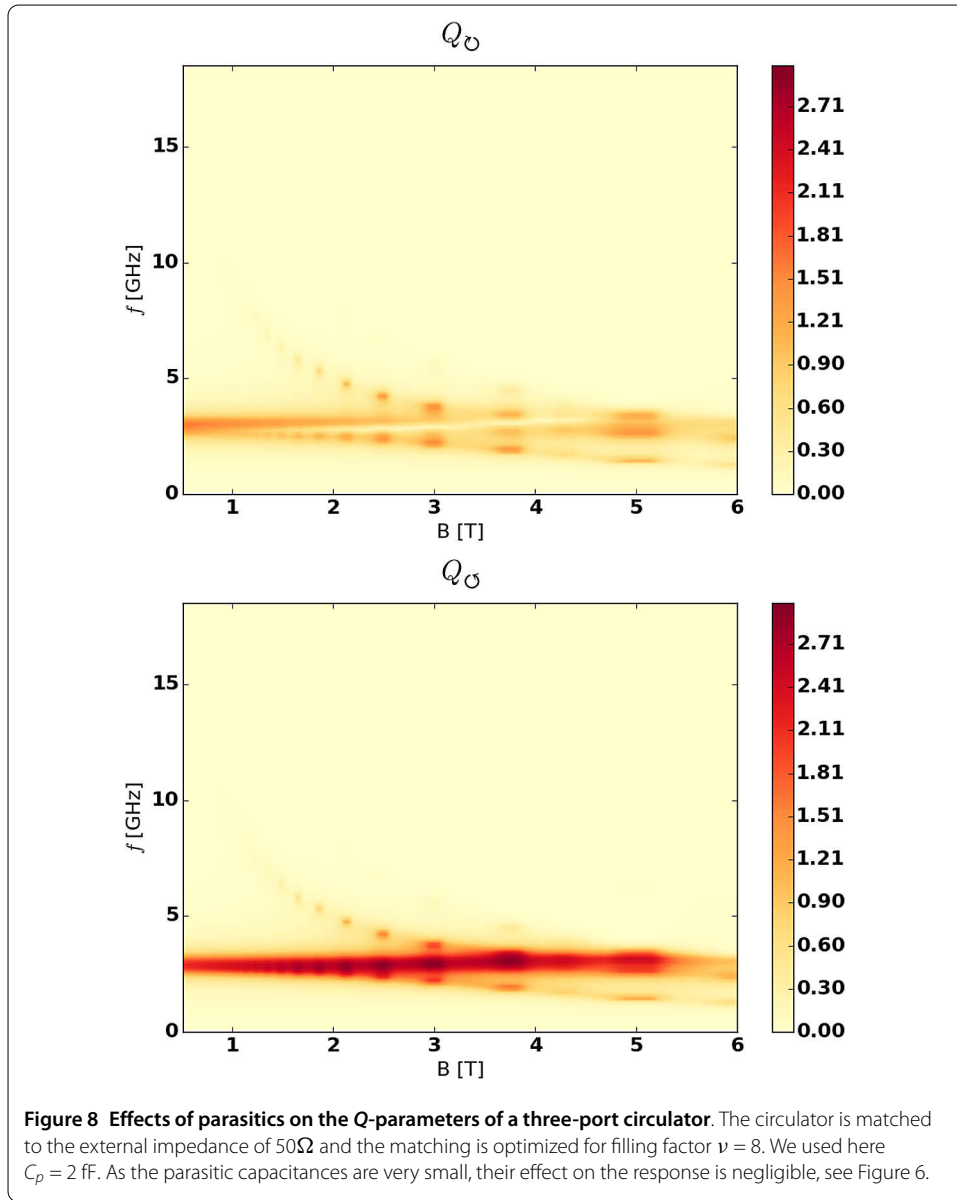 Q↻
2.71
2.41
2.11
1.81
1.51
1.21
0.90
0.60
0.30
0.00
15
10
5
0
f [GHz]
1 2 3 4 5 6
B [T]
Q↺
2.71
2.41
2.11
1.81
1.51
1.21
0.90
0.60
0.30
0.00
15
10
5
0
f [GHz]
1 2 3 4 5 6
B [T]
Figure 8 Effects of parasitics on the Q-parameters of a three-port circulator. The circulator is matched
to the external impedance of 50Ω and the matching is optimized for filling factor ν = 8. We used here
Cp = 2 fF. As the parasitic capacitances are very small, their effect on the response is negligible, see Figure 6.